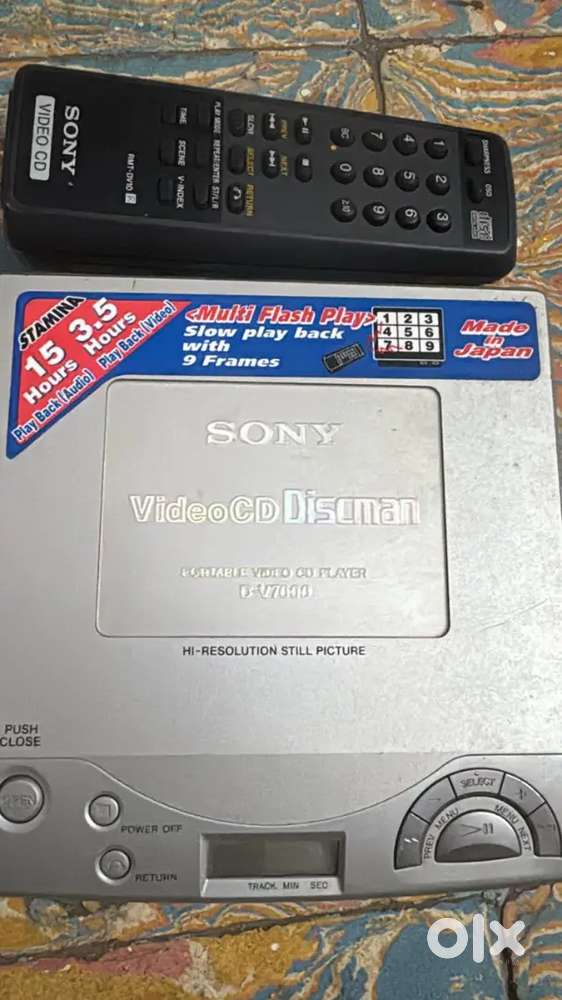 SONY
VIDEO CD
RMT-DV10
TIME
SCENE
V-INDEX
PLAY MODE
REPEAT/ENTER
ST/L/R
SLOW
SELECT
RETURN
PREV
NEXT
1
2
3
4
5
6
7
8
9
0
≥10
SHARPNESS
OSD
disc
STAMINA
15 3.5
Hours Hours
Play Back (Audio) Play Back (Video)
<Multi Flash Play>
Slow play back
with
9 Frames
1 2 3
4 5 6
7 8 9
Made
in
Japan
SONY
VideoCD Discman
PORTABLE VIDEO CD PLAYER
D-V7000
HI-RESOLUTION STILL PICTURE
PUSH
CLOSE
OPEN
POWER OFF
RETURN
TRACK MIN SEC
SELECT
PREV MENU
MENU NEXT
olx